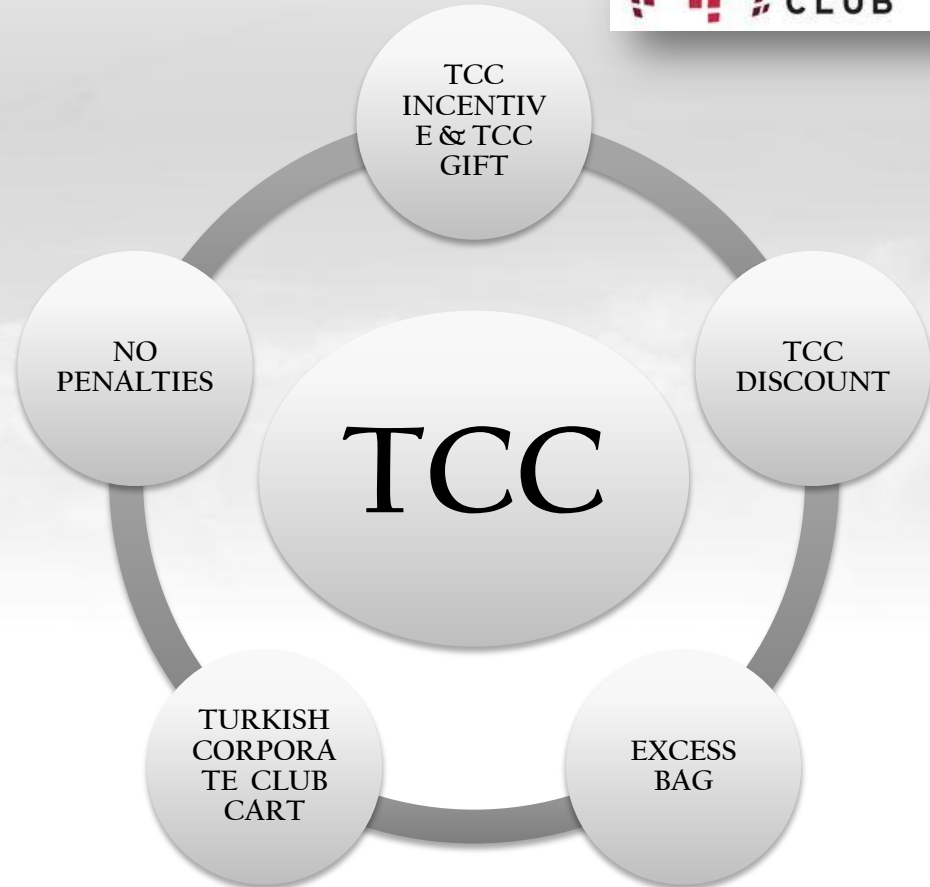 CLUB
TCC
INCENTIV
E & TCC
GIFT
NO
PENALTIES
TCC
DISCOUNT
TCC
TURKISH
CORPORA
TE CLUB
CART
EXCESS
BAG